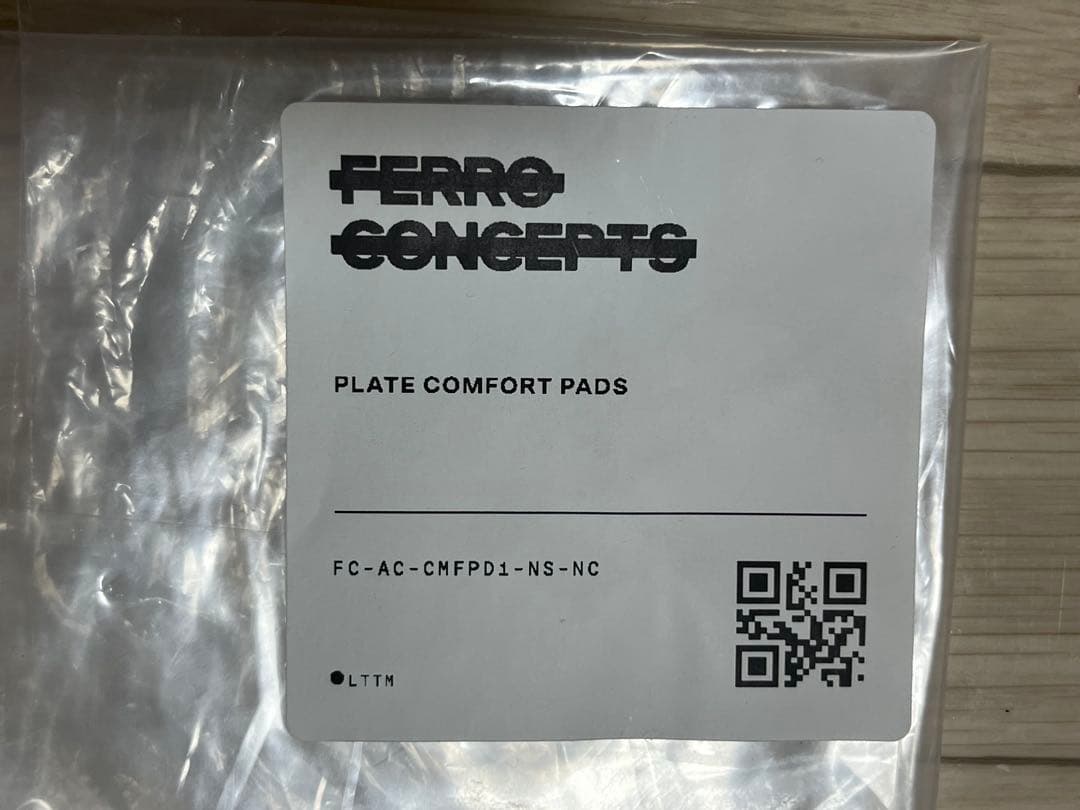 FERRO
CONCEPTS
PLATE COMFORT PADS
FC-AC-CMFPD1-NS-NC
LTTM